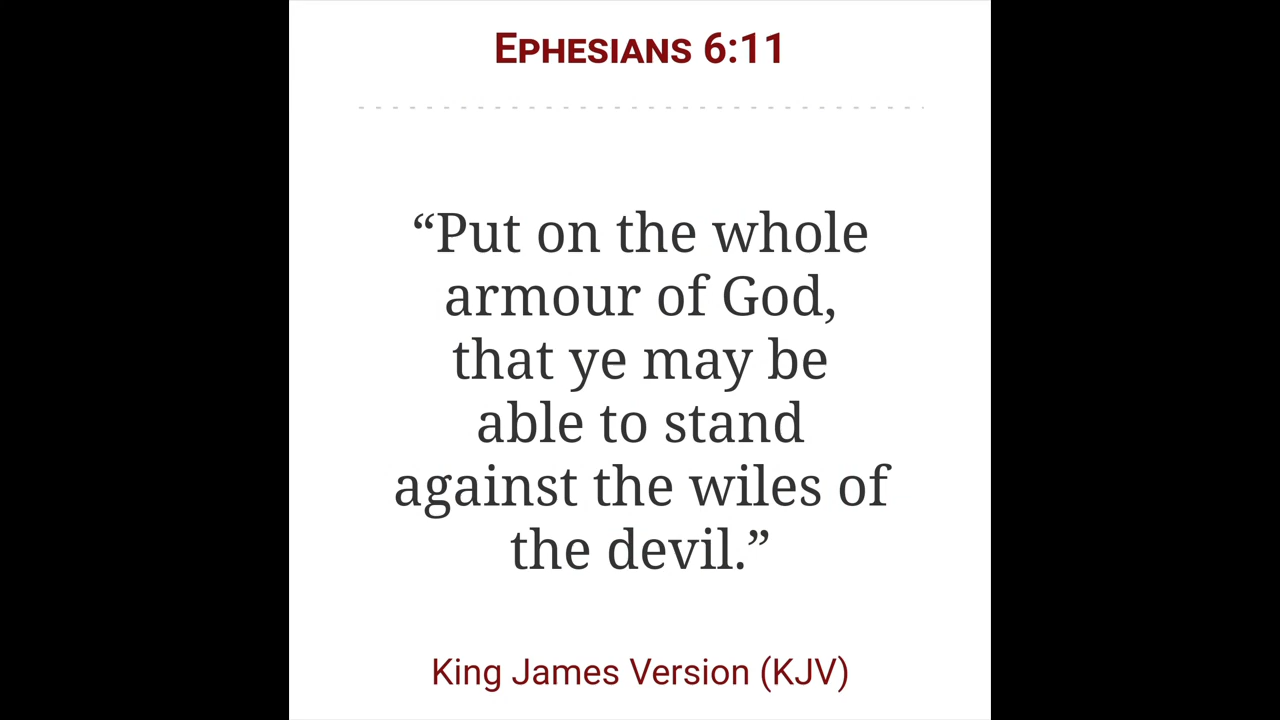 EPHESIANS 6:11
“Put on the whole
armour of God,
that ye may be
able to stand
against the wiles of
the devil.”
King James Version (KJV)